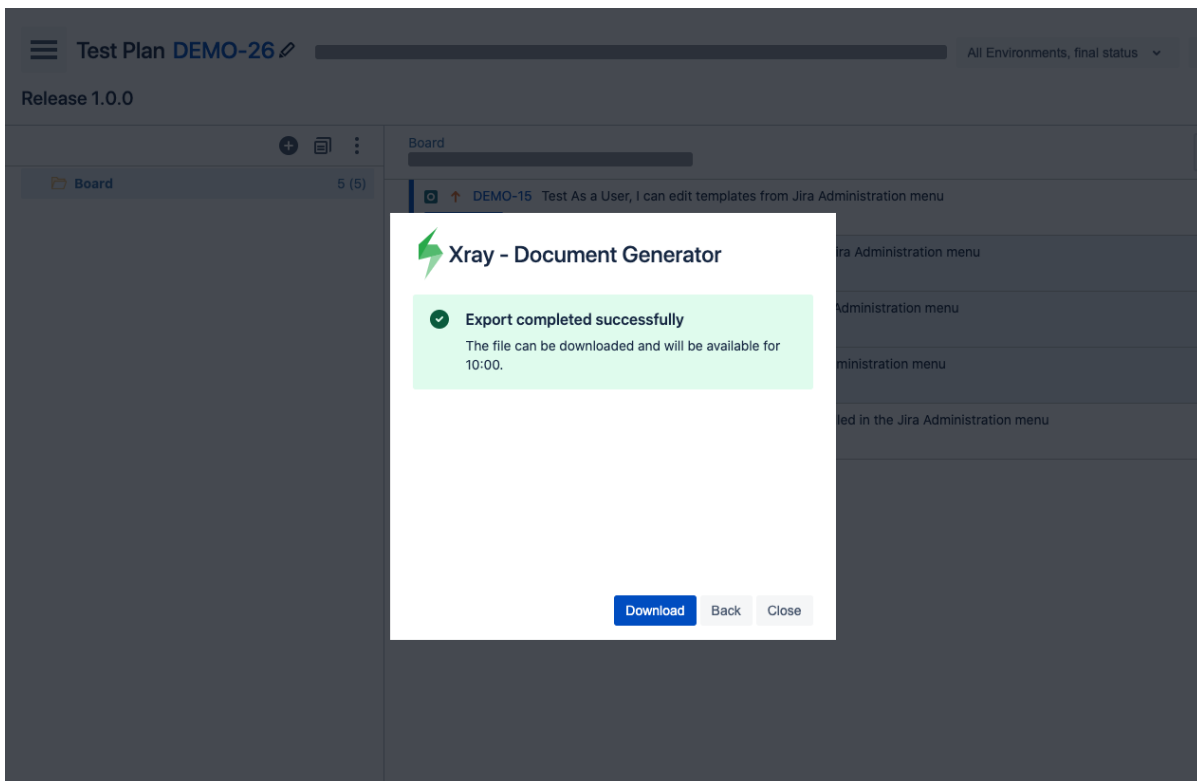 Test Plan DEMO-26
All Environments, final status
Release 1.0.0
Board
Board 5 (5)
DEMO-15 Test As a User, I can edit templates from Jira Administration menu
Xray - Document Generator
ira Administration menu
Export completed successfully
Administration menu
The file can be downloaded and will be available for
10:00.
ministration menu
led in the Jira Administration menu
Download Back Close